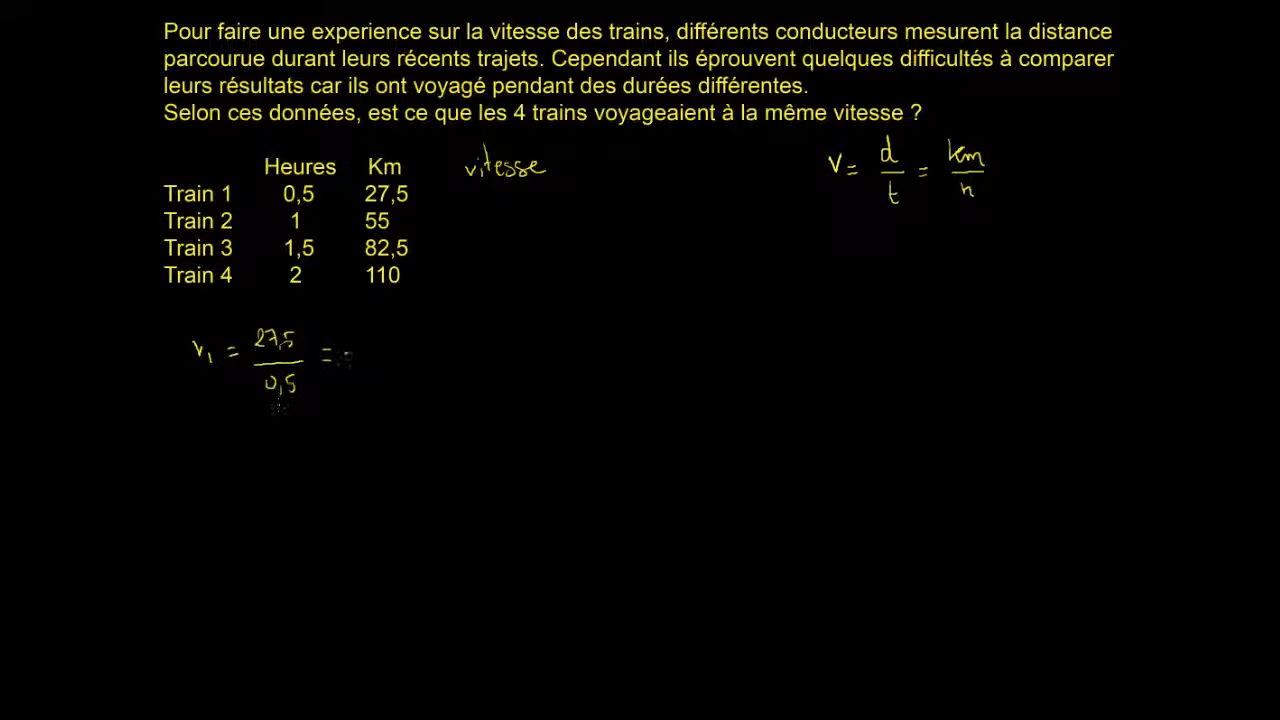 Pour faire une experience sur la vitesse des trains, différents conducteurs mesurent la distance
parcourue durant leurs récents trajets. Cependant ils éprouvent quelques difficultés à comparer
leurs résultats car ils ont voyagé pendant des durées différentes.
Selon ces données, est ce que les 4 trains voyageaient à la même vitesse ?
Heures Km vitesse
Train 1 0,5 27,5
Train 2 1 55
Train 3 1,5 82,5
Train 4 2 110
v = d/t = km/h
v₁ = 27,5/0,5 =